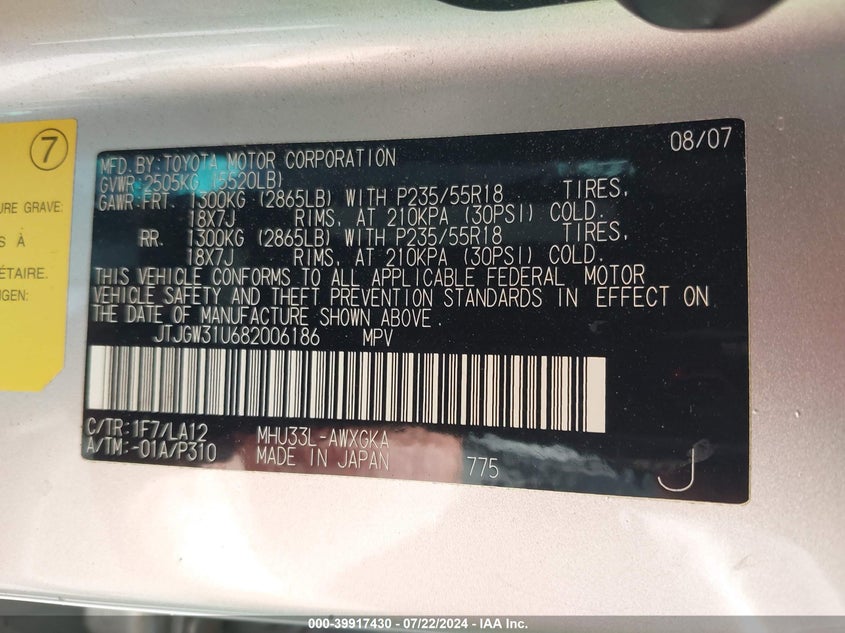 7
URE GRAVE:
S À
ÉTAIRE.
UGEN:
08/07
MFD. BY: TOYOTA MOTOR CORPORATION
GVWR: 2505KG (5520LB)
GAWR: FRT. 1300KG (2865LB) WITH P235/55R18 TIRES,
18X7J RIMS, AT 210KPA (30PSI) COLD.
RR. 1300KG (2865LB) WITH P235/55R18 TIRES,
18X7J RIMS, AT 210KPA (30PSI) COLD.
THIS VEHICLE CONFORMS TO ALL APPLICABLE FEDERAL MOTOR
VEHICLE SAFETY AND THEFT PREVENTION STANDARDS IN EFFECT ON
THE DATE OF MANUFACTURE SHOWN ABOVE.
JTJGW31U682006186 MPV
C/TR: 1F7/LA12 MHU33L-AWXGKA
A/TM: -01A/P310 MADE IN JAPAN 775
J
000-39917430 - 07/22/2024 - IAA Inc.